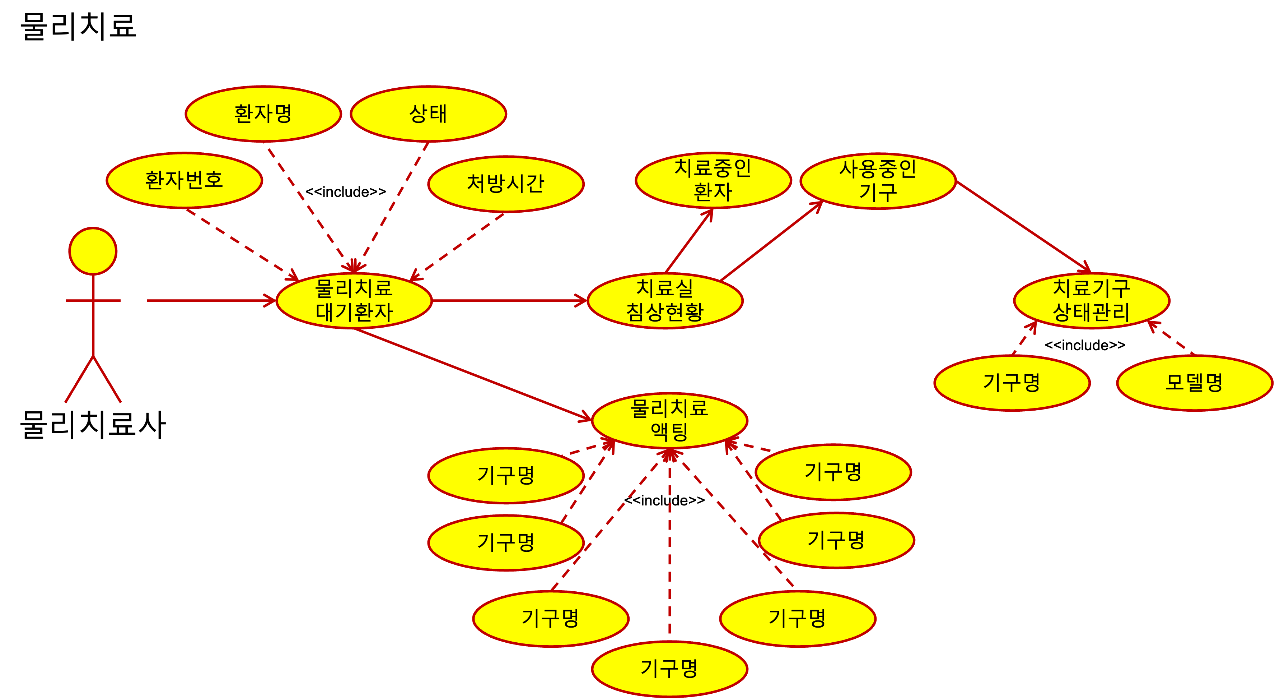 물리치료
환자명
상태
환자번호
<<include>>
처방시간
치료중인
환자
사용중인
기구
물리치료
대기환자
치료실
침상현황
치료기구
상태관리
<<include>>
기구명
모델명
물리치료사
물리치료
액팅
기구명
기구명
<<include>>
기구명
기구명
기구명
기구명
기구명